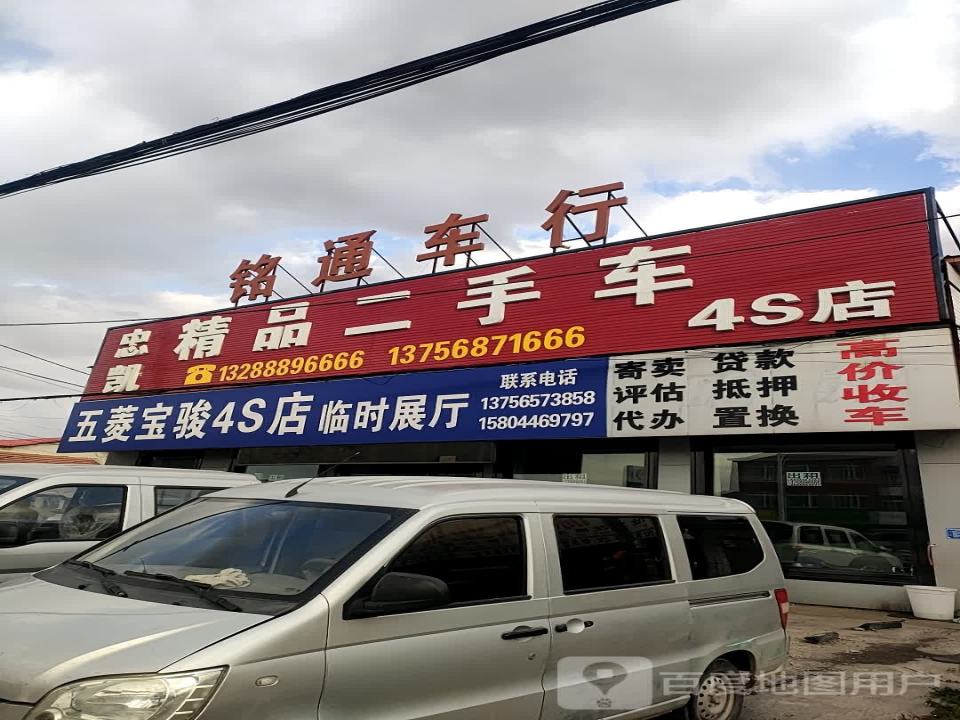 铭通车行
忠凯 精品二手车 4S店
13288896666 13756871666
五菱宝骏4S店 临时展厅
联系电话
13756573858
15804469797
寄卖 贷款
评估 抵押
代办 置换
高价收车
出租
百度地图用户